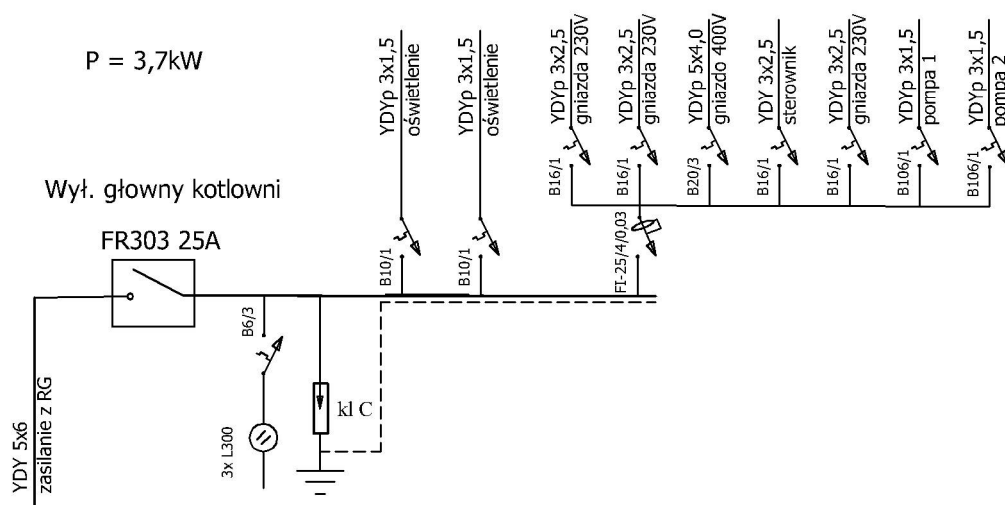 P = 3,7kW
Wył. głowny kotlowni
FR303 25A
YDY 5x6
zasilanie z RG
B6/3
3x L300
kl C
YDYp 3x1,5
oświetlenie
B10/1
YDYp 3x1,5
oświetlenie
B10/1
FI-25/4/0,03
YDYp 3x2,5
gniazda 230V
B16/1
YDYp 3x2,5
gniazda 230V
B16/1
YDYp 5x4,0
gniazdo 400V
B20/3
YDY 3x2,5
sterownik
B16/1
YDYp 3x2,5
gniazda 230V
B16/1
YDYp 3x1,5
pompa 1
B106/1
YDYp 3x1,5
pompa 2
B106/1